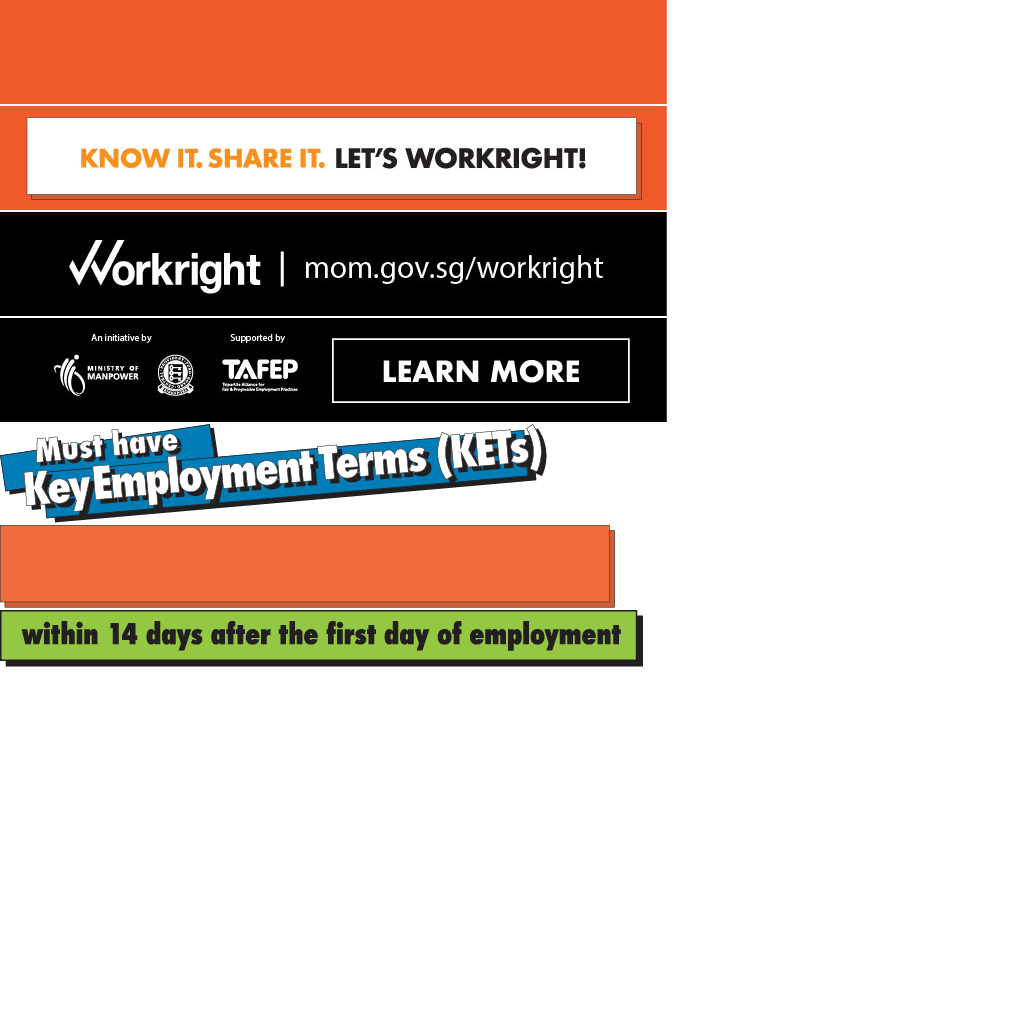 KNOW IT. SHARE IT. LET'S WORKRIGHT!
Workright | mom.gov.sg/workright
An initiative by
Supported by
MINISTRY OF
MANPOWER
TAFEP
Tripartite Alliance for
Fair & Progressive Employment Practices
LEARN MORE
Must have
Key Employment Terms (KETs)
within 14 days after the first day of employment